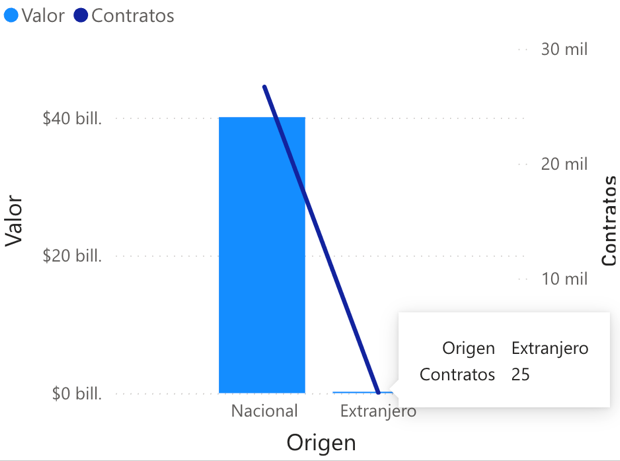 Valor Contratos
30 mil
$40 bill.
20 mil
Valor
Contratos
$20 bill.
10 mil
Origen Extranjero
Contratos 25
$0 bill.
Nacional Extranjero
Origen